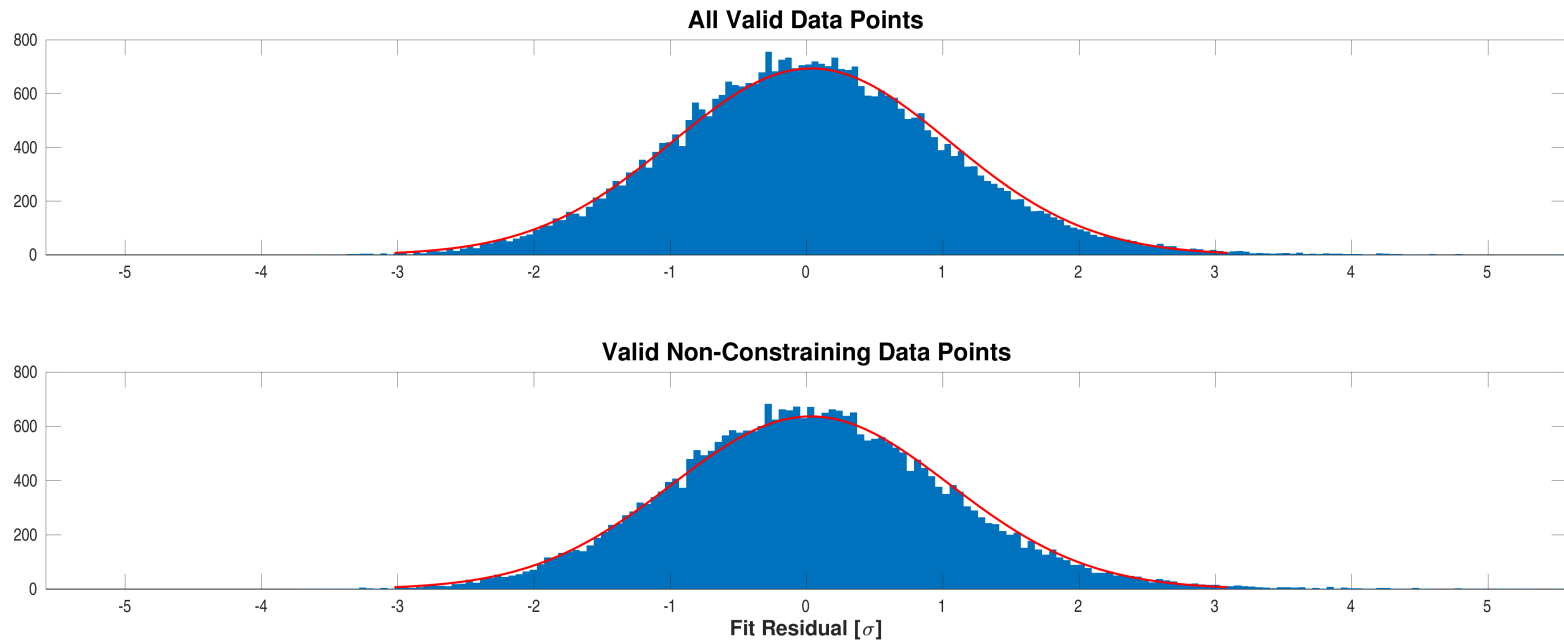 All Valid Data Points
800
600
400
200
0
-5 -4 -3 -2 -1 0 1 2 3 4 5
Valid Non-Constraining Data Points
800
600
400
200
0
-5 -4 -3 -2 -1 0 1 2 3 4 5
Fit Residual [σ]